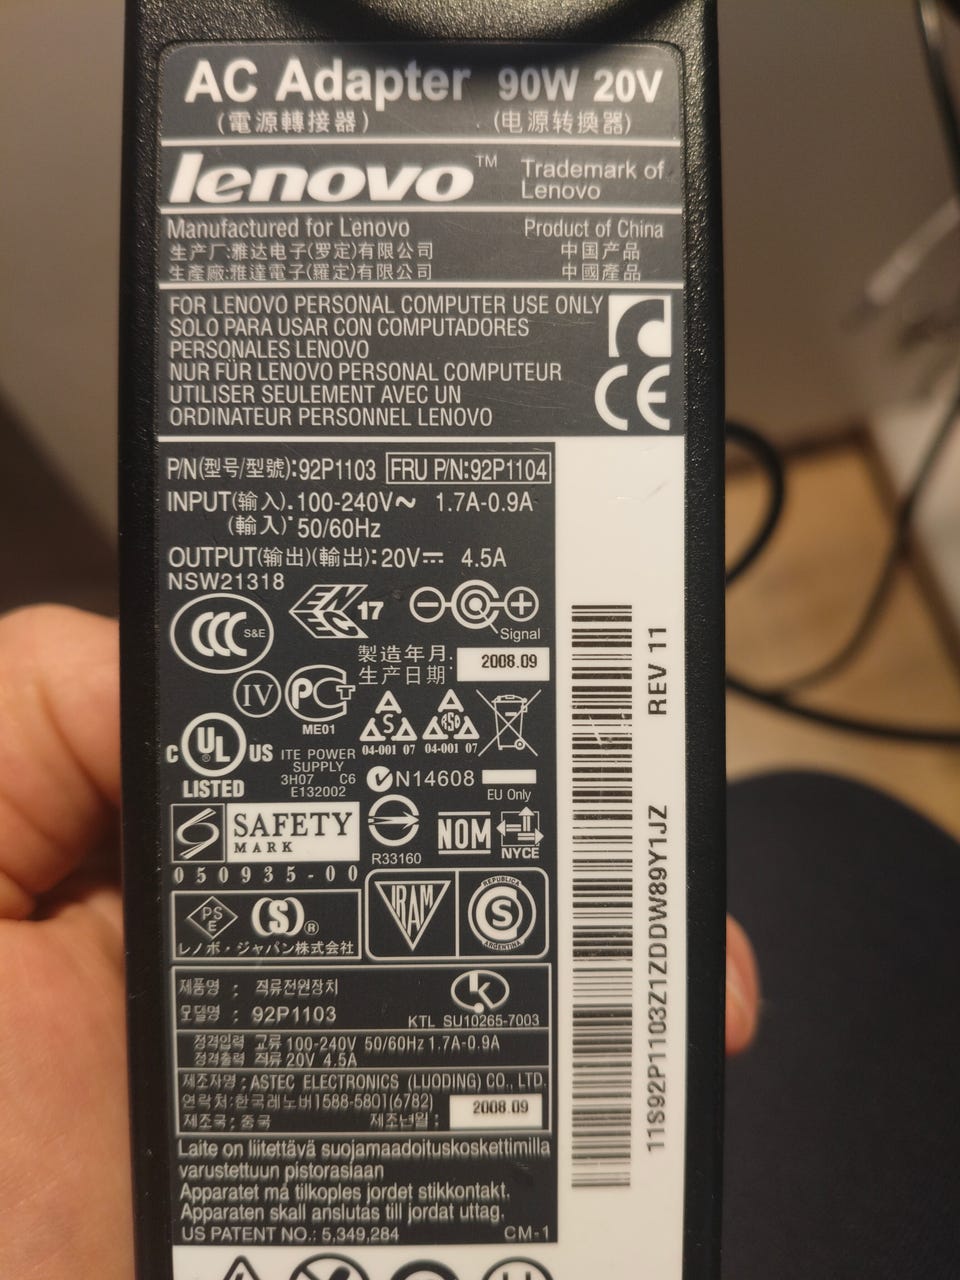 AC Adapter 90W 20V
(電源轉接器) (电源转换器)
lenovo™ Trademark of
Lenovo
Manufactured for Lenovo Product of China
生产厂:雅达电子(罗定)有限公司 中国产品
生產廠:雅達電子(羅定)有限公司 中國產品
FOR LENOVO PERSONAL COMPUTER USE ONLY
SOLO PARA USAR CON COMPUTADORES
PERSONALES LENOVO
NUR FÜR LENOVO PERSONAL COMPUTEUR
UTILISER SEULEMENT AVEC UN
ORDINATEUR PERSONNEL LENOVO
CE
P/N(型号/型號):92P1103 FRU P/N:92P1104
INPUT(输入):100-240V~ 1.7A-0.9A
(輸入) 50/60Hz
OUTPUT(输出)(輸出):20V⎓ 4.5A
NSW21318
CCC S&E
17
Signal
製造年月:
生产日期:
2008.09
IV PCT
ME01
S RSD
04-001 07 04-001 07
C UL US
LISTED
ITE POWER
SUPPLY
3H07 C6
E132002
N14608
EU Only
SAFETY
MARK
050935-00
R33160
NOM
NYCE
PS
E
S®
レノボ・ジャパン株式会社
IRAM
REPUBLICA
S
ARGENTINA
제품명 : 직류전원장치
모델명 : 92P1103
KTL SU10265-7003
정격입력 교류 100-240V 50/60Hz 1.7A-0.9A
정격출력 직류 20V 4.5A
제조자명 : ASTEC ELECTRONICS (LUODING) CO., LTD.
연락처:한국레노버1588-5801(6782)
제조국: 중국 제조년월 : 2008.09
Laite on liitettävä suojamaadoituskoskettimilla
varustettuun pistorasiaan
Apparatet må tilkoples jordet stikkontakt.
Apparaten skall anslutas till jordat uttag.
US PATENT NO.: 5,349,284 CM-1
REV 11
11S92P1103Z1ZDDW89Y1JZ